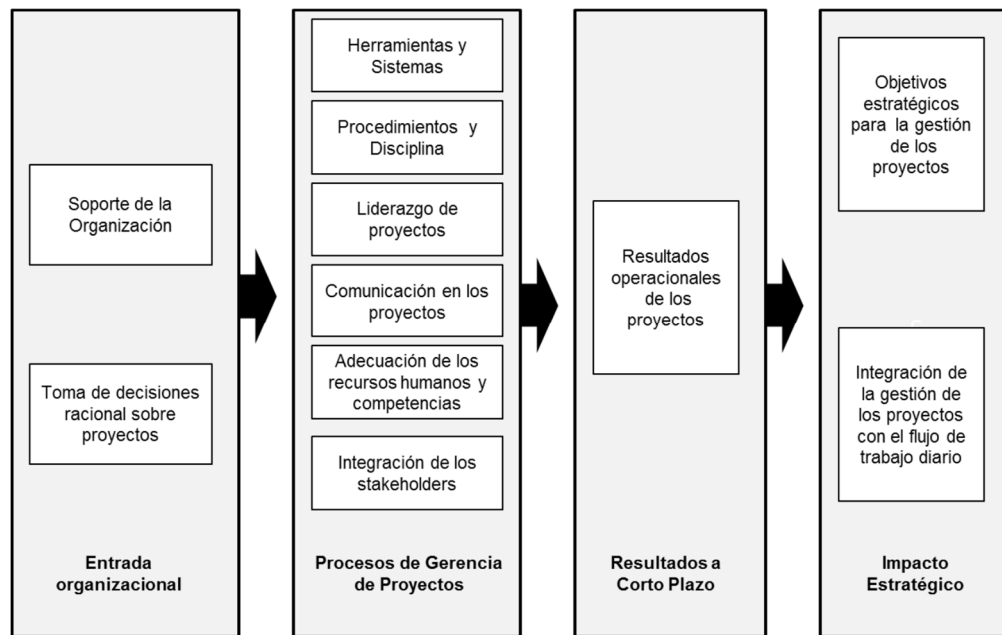 Soporte de la
Organización
Toma de decisiones
racional sobre
proyectos
Entrada
organizacional
Herramientas y
Sistemas
Procedimientos y
Disciplina
Liderazgo de
proyectos
Comunicación en los
proyectos
Adecuación de los
recursos humanos y
competencias
Integración de los
stakeholders
Procesos de Gerencia
de Proyectos
Resultados
operacionales
de los
proyectos
Resultados a
Corto Plazo
Objetivos
estratégicos
para la gestión
de los
proyectos
Integración de
la gestión de
los proyectos
con el flujo de
trabajo diario
Impacto
Estratégico